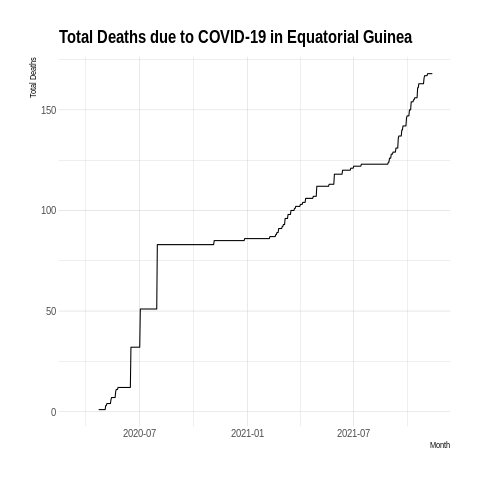 Total Deaths due to COVID-19 in Equatorial Guinea
Total Deaths
150
100
50
0
2020-07 2021-01 2021-07
Month